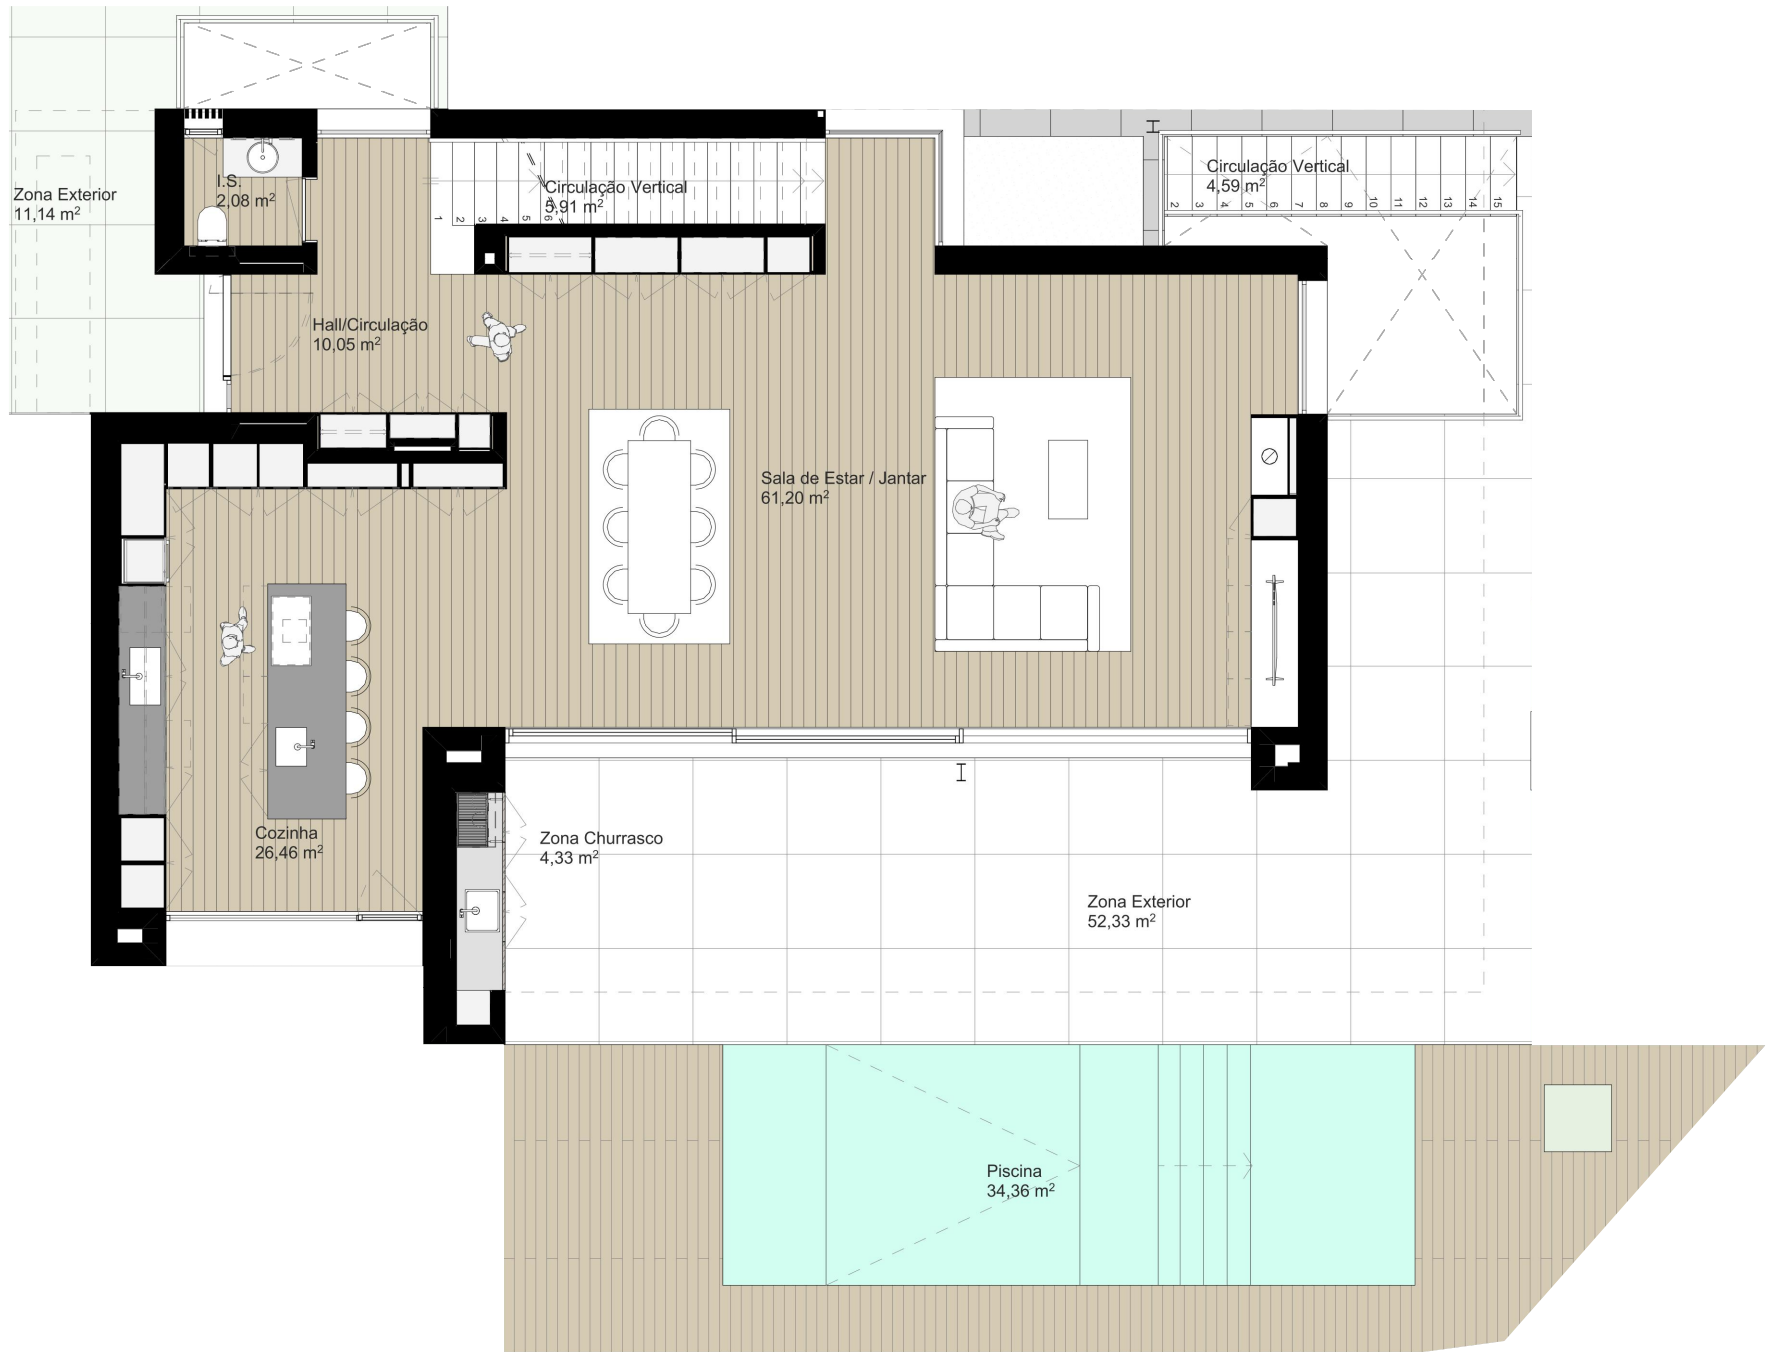 Zona Exterior
11,14 m²
I.S.
2,08 m²
Circulação Vertical
5,91 m²
1
2
3
4
5
6
Circulação Vertical
4,59 m²
2
3
4
5
6
7
8
9
10
11
12
13
14
15
Hall/Circulação
10,05 m²
Sala de Estar / Jantar
61,20 m²
Cozinha
26,46 m²
Zona Churrasco
4,33 m²
Zona Exterior
52,33 m²
Piscina
34,36 m²